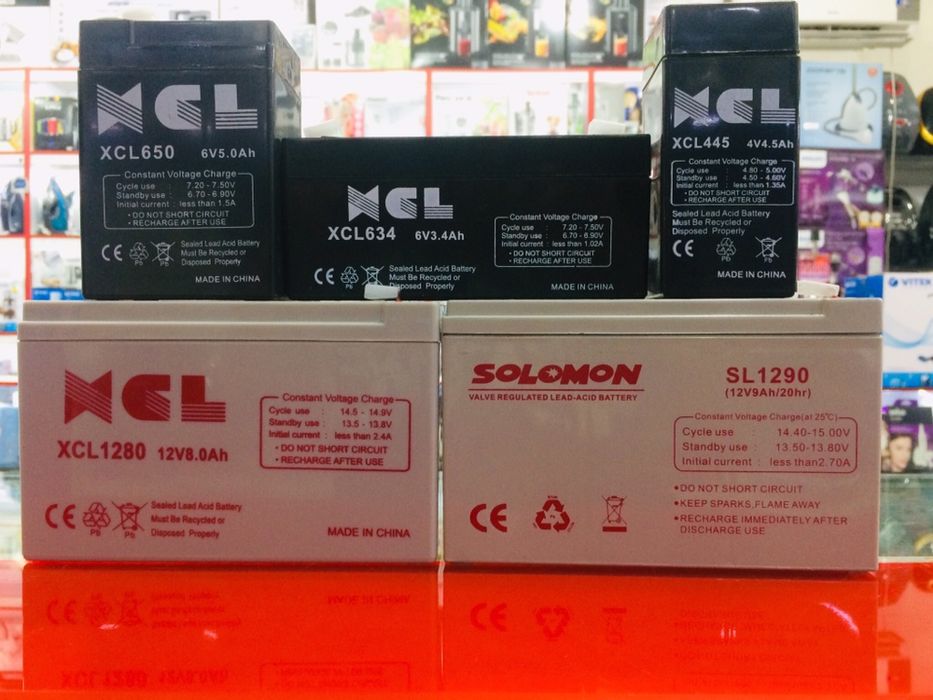 XCL
XCL650 6V5.0Ah
Constant Voltage Charge
Cycle use : 7.20 - 7.50V
Standby use : 6.70 - 6.90V
Initial current : less than 1.5A
• DO NOT SHORT CIRCUIT
• RECHARGE AFTER USE
CE
Pb
Pb
Sealed Lead Acid Battery
Must Be Recycled or
Disposed Properly
MADE IN CHINA
XCL
XCL634 6V3.4Ah
Constant Voltage Charge
Cycle use : 7.20 - 7.50V
Standby use : 6.70 - 6.90V
Initial current : less than 1.02A
• DO NOT SHORT CIRCUIT
• RECHARGE AFTER USE
CE
Sealed Lead Acid Battery
Must Be Recycled or
Disposed Properly
MADE IN CHINA
XCL
XCL445 4V4.5Ah
Constant Voltage Charge
Cycle use : 4.80 - 5.00V
Standby use : 4.50 - 4.60V
Initial current : less than 1.35A
• DO NOT SHORT CIRCUIT
• RECHARGE AFTER USE
Sealed Lead Acid Battery
Must Be Recycled or
Disposed Properly
CE
Pb
Pb
MADE IN CHINA
XCL
XCL1280 12V8.0Ah
Constant Voltage Charge
Cycle use : 14.5 - 14.9V
Standby use : 13.5 - 13.8V
Initial current : less than 2.4A
• DO NOT SHORT CIRCUIT
• RECHARGE AFTER USE
CE
Pb
Pb
Sealed Lead Acid Battery
Must Be Recycled or
Disposed Properly
MADE IN CHINA
SOLOMON
VALVE REGULATED LEAD-ACID BATTERY
SL1290
(12V9Ah/20hr)
Constant Voltage Charge(at 25℃)
Cycle use : 14.40-15.00V
Standby use : 13.50-13.80V
Initial current : less than2.70A
• DO NOT SHORT CIRCUIT
• KEEP SPARKS,FLAME AWAY
• RECHARGE IMMEDIATELY AFTER
DISCHARGE USE
CE
Pb
VITEK